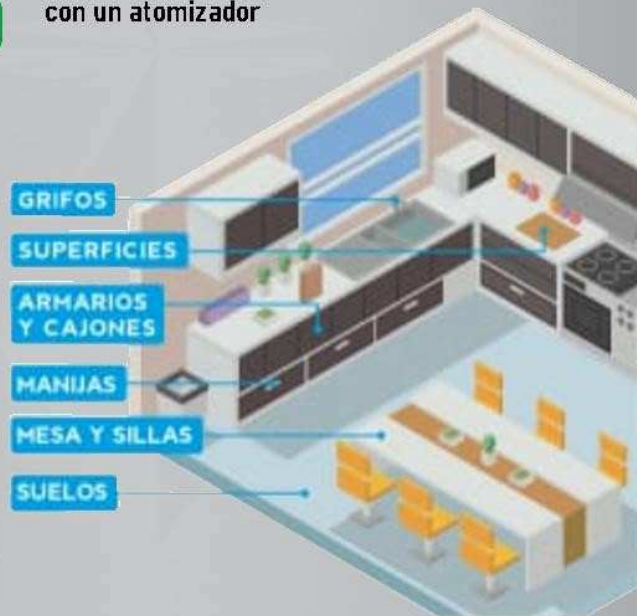 con un atomizador
GRIFOS
SUPERFICIES
ARMARIOS
Y CAJONES
MANIJAS
MESA Y SILLAS
SUELOS